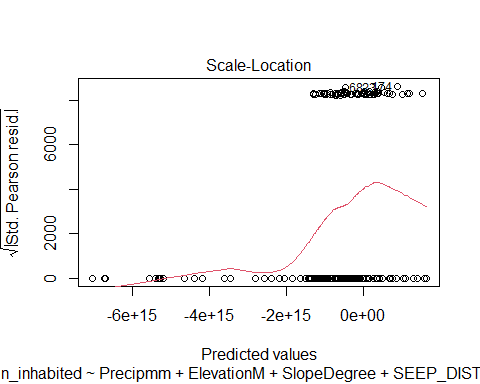 Scale-Location
√|Std. Pearson resid.|
6000
2000
0
-6e+15 -4e+15 -2e+15 0e+00
Predicted values
n_inhabited ~ Precipmm + ElevationM + SlopeDegree + SEEP_DIST